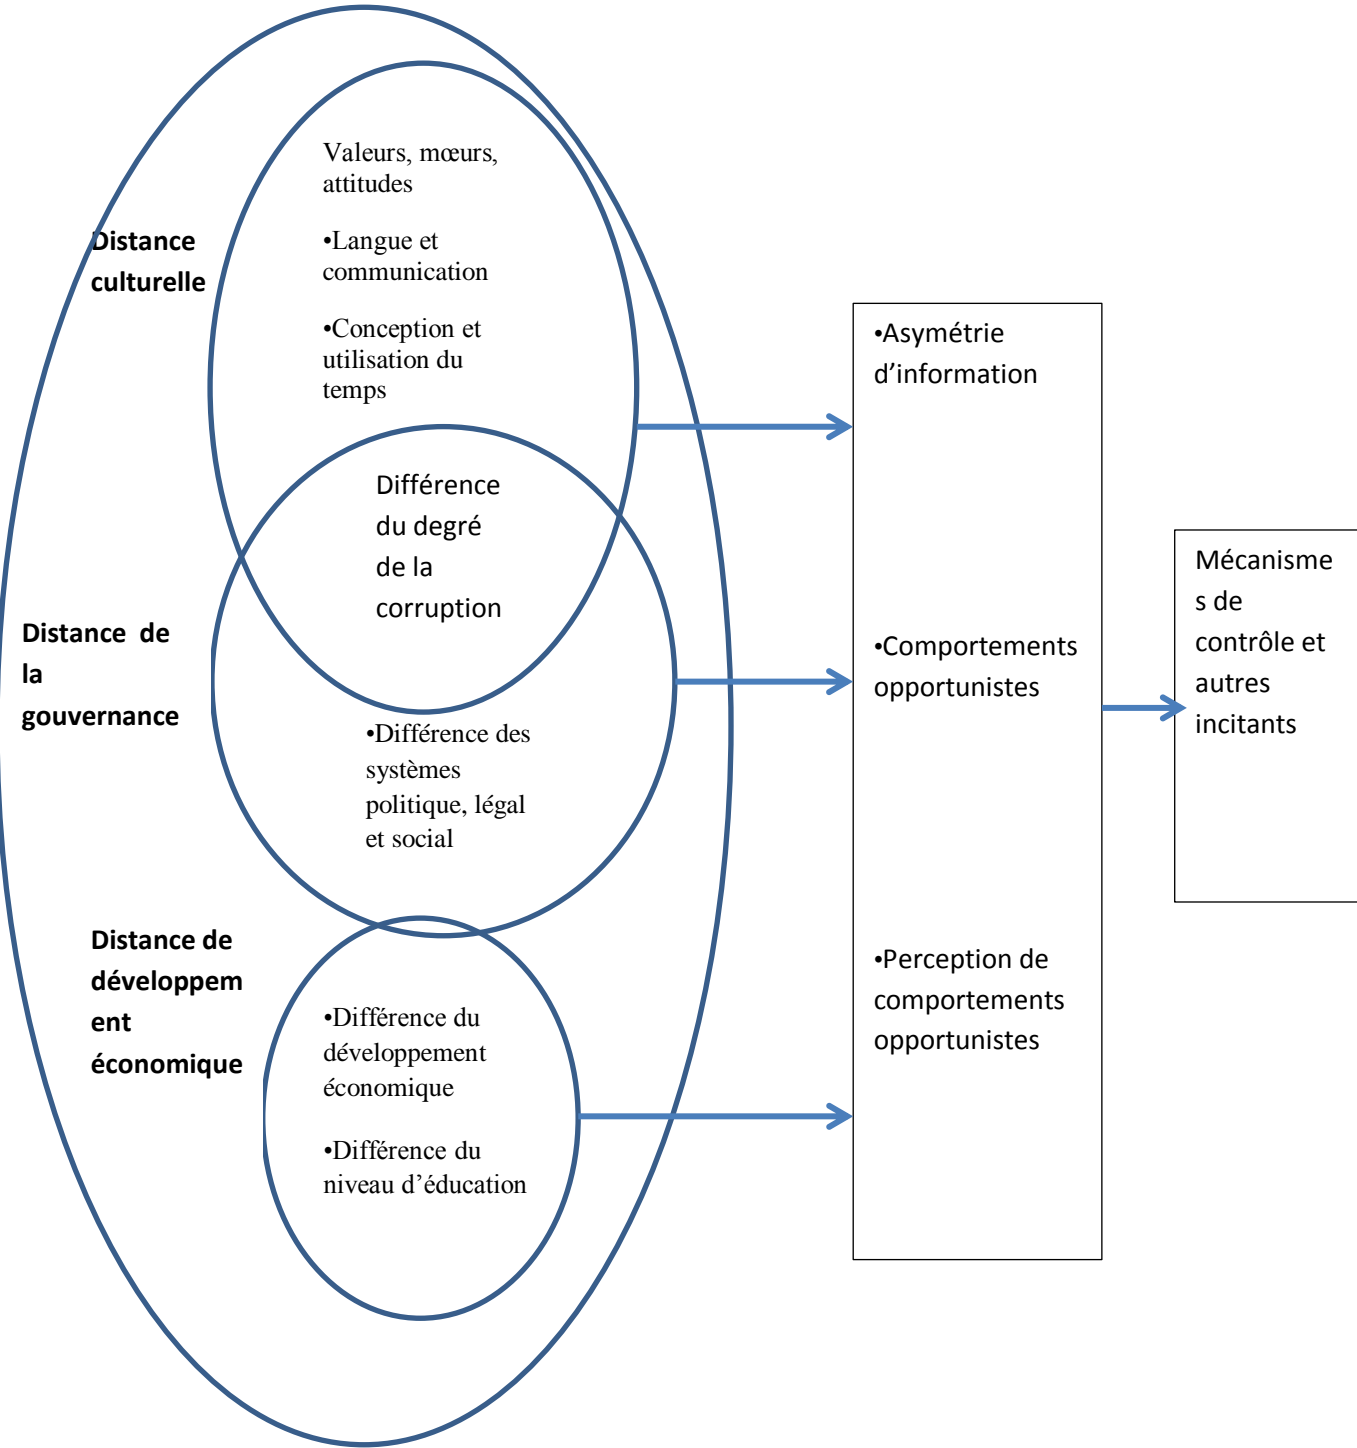 Valeurs, mœurs,
attitudes
•Langue et
communication
•Conception et
utilisation du
temps
Distance
culturelle
Différence
du degré
de la
corruption
Distance de
la
gouvernance
•Différence des
systèmes
politique, légal
et social
Distance de
développem
ent
économique
•Différence du
développement
économique
•Différence du
niveau d’éducation
•Asymétrie
d’information
•Comportements
opportunistes
•Perception de
comportements
opportunistes
Mécanisme
s de
contrôle et
autres
incitants